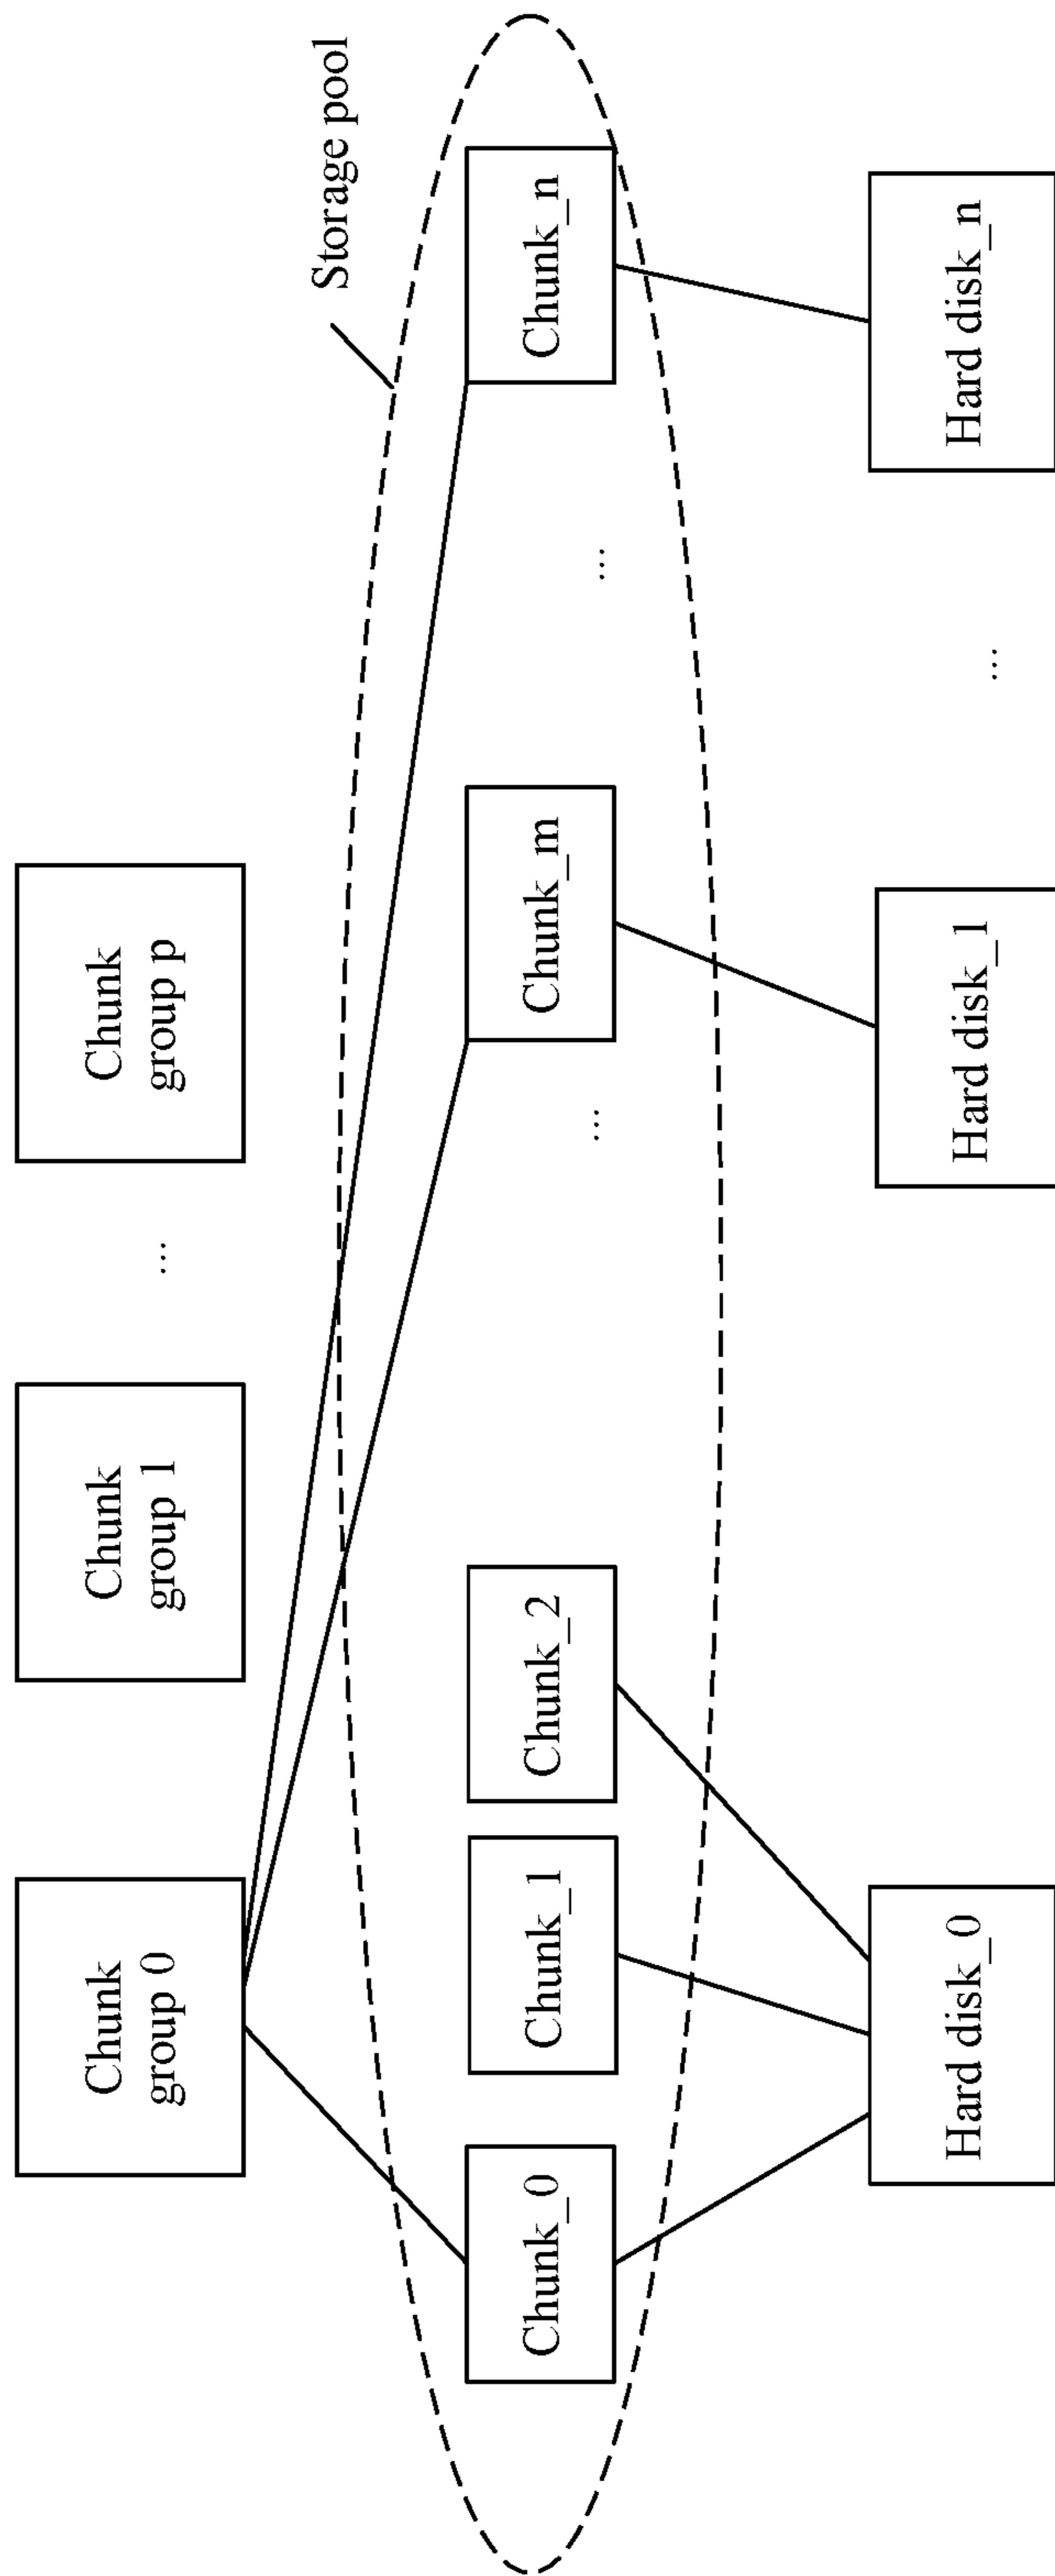 Chunk
group 0
Chunk
group 1
...
Chunk
group p
Storage pool
Chunk_0
Chunk_1
Chunk_2
...
Chunk_m
...
Chunk_n
Hard disk_0
Hard disk_1
...
Hard disk_n